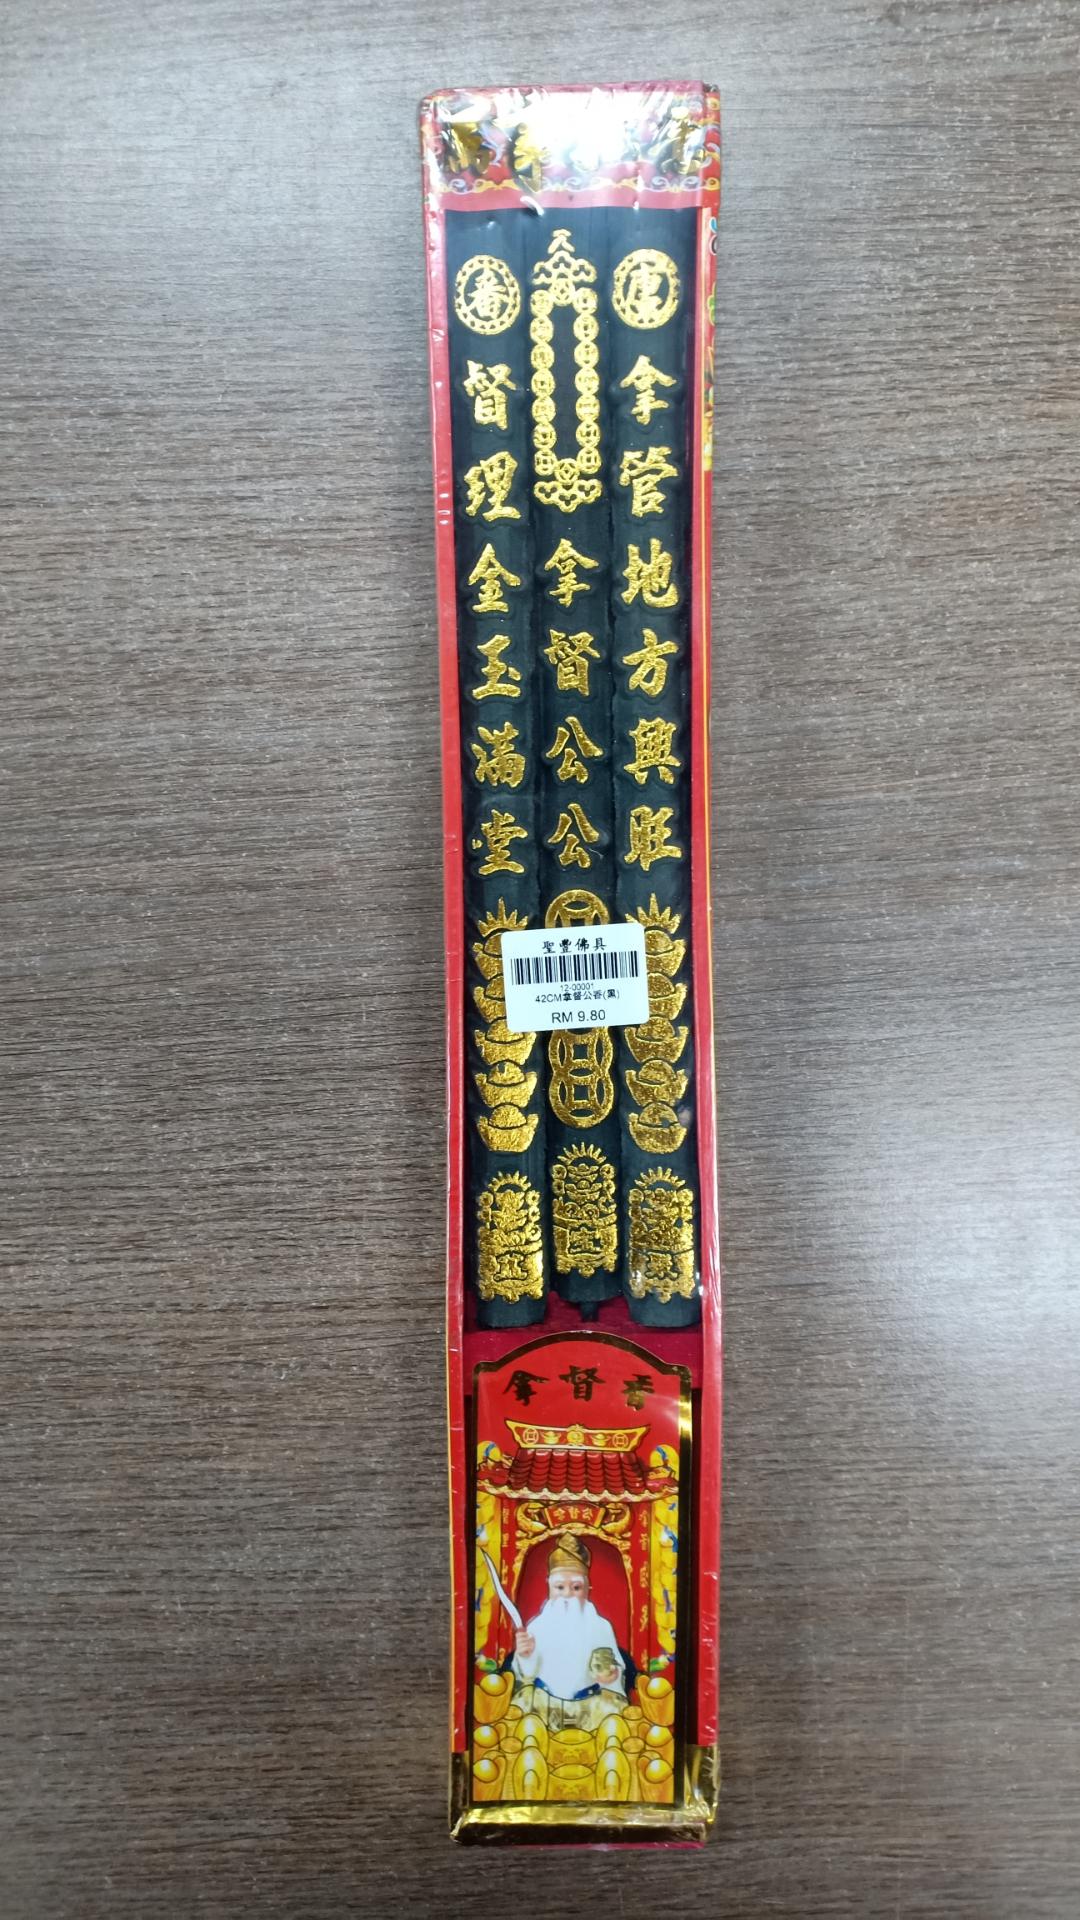 唐
拿管地方興旺
拿督公公
番
督理金玉滿堂
聖豐佛具
12-00001
42CM拿督公香(黑)
RM 9.80
拿督香